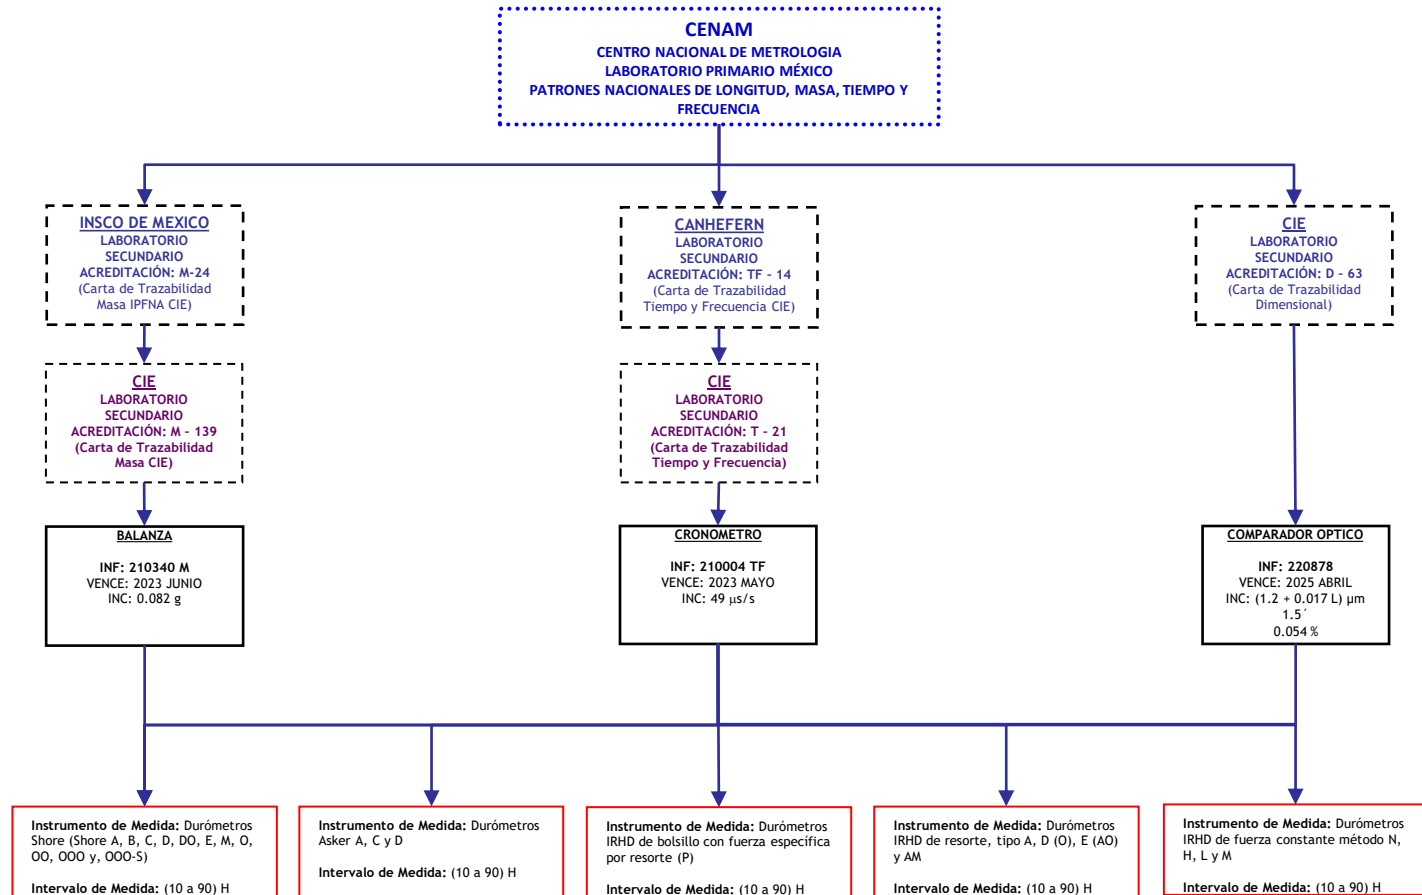 CENAM
CENTRO NACIONAL DE METROLOGIA
LABORATORIO PRIMARIO MÉXICO
PATRONES NACIONALES DE LONGITUD, MASA, TIEMPO Y
FRECUENCIA
INSCO DE MEXICO
LABORATORIO
SECUNDARIO
ACREDITACIÓN: M-24
(Carta de Trazabilidad
Masa IPFNA CIE)
CANHEFERN
LABORATORIO
SECUNDARIO
ACREDITACIÓN: TF - 14
(Carta de Trazabilidad
Tiempo y Frecuencia CIE)
CIE
LABORATORIO
SECUNDARIO
ACREDITACIÓN: D - 63
(Carta de Trazabilidad
Dimensional)
CIE
LABORATORIO
SECUNDARIO
ACREDITACIÓN: M - 139
(Carta de Trazabilidad
Masa CIE)
CIE
LABORATORIO
SECUNDARIO
ACREDITACIÓN: T - 21
(Carta de Trazabilidad
Tiempo y Frecuencia)
BALANZA
INF: 210340 M
VENCE: 2023 JUNIO
INC: 0.082 g
CRONOMETRO
INF: 210004 TF
VENCE: 2023 MAYO
INC: 49 µs/s
COMPARADOR OPTICO
INF: 220878
VENCE: 2025 ABRIL
INC: (1.2 + 0.017 L) µm
1.5´
0.054 %
Instrumento de Medida: Durómetros
Shore (Shore A, B, C, D, DO, E, M, O,
OO, OOO y, OOO-S)
Intervalo de Medida: (10 a 90) H
Instrumento de Medida: Durómetros
Asker A, C y D
Intervalo de Medida: (10 a 90) H
Instrumento de Medida: Durómetros
IRHD de bolsillo con fuerza específica
por resorte (P)
Intervalo de Medida: (10 a 90) H
Instrumento de Medida: Durómetros
IRHD de resorte, tipo A, D (O), E (AO)
y AM
Intervalo de Medida: (10 a 90) H
Instrumento de Medida: Durómetros
IRHD de fuerza constante método N,
H, L y M
Intervalo de Medida: (10 a 90) H